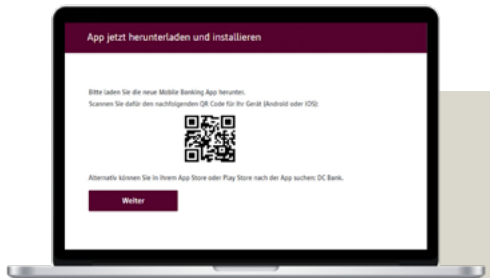 App jetzt herunterladen und installieren
Bitte laden Sie die neue Mobile Banking App herunter.
Scannen Sie dafür den nachfolgenden QR Code für Ihr Gerät (Android oder IOS):
Alternativ können Sie in Ihrem App Store oder Play Store nach der App suchen: DC Bank.
Weiter